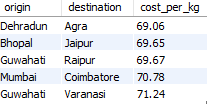 origin destination cost_per_kg
Dehradun Agra 69.06
Bhopal Jaipur 69.65
Guwahati Raipur 69.67
Mumbai Coimbatore 70.78
Guwahati Varanasi 71.24